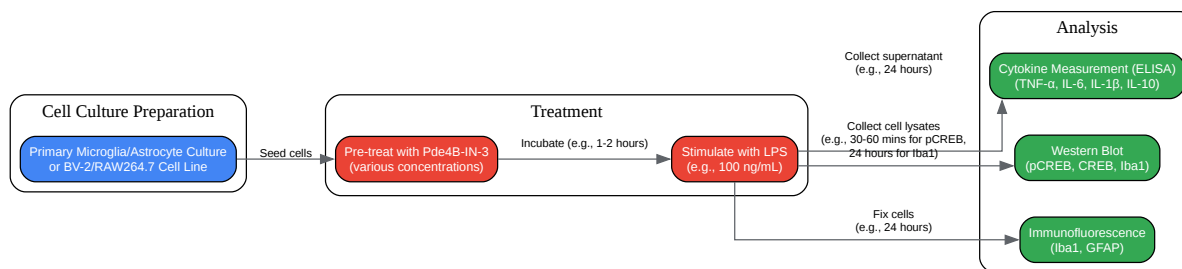 Cell Culture Preparation
Primary Microglia/Astrocyte Culture
or BV-2/RAW264.7 Cell Line
Seed cells
Treatment
Pre-treat with Pde4B-IN-3
(various concentrations)
Incubate (e.g., 1-2 hours)
Stimulate with LPS
(e.g., 100 ng/mL)
Collect supernatant
(e.g., 24 hours)
Collect cell lysates
(e.g., 30-60 mins for pCREB,
24 hours for Iba1)
Fix cells
(e.g., 24 hours)
Analysis
Cytokine Measurement (ELISA)
(TNF-α, IL-6, IL-1β, IL-10)
Western Blot
(pCREB, CREB, Iba1)
Immunofluorescence
(Iba1, GFAP)